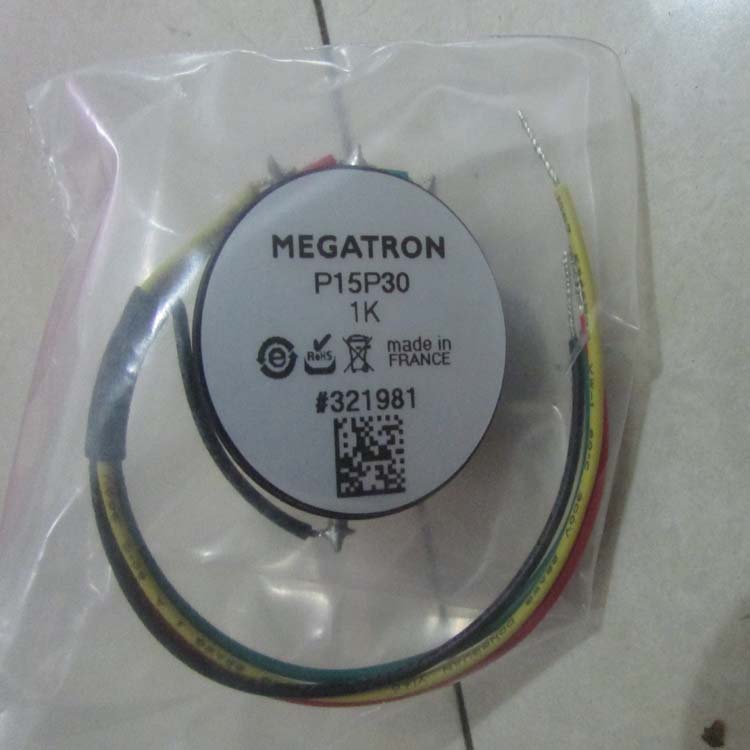 MEGATRON
P15P30
1K
e
RoHS
made in
FRANCE
#321981